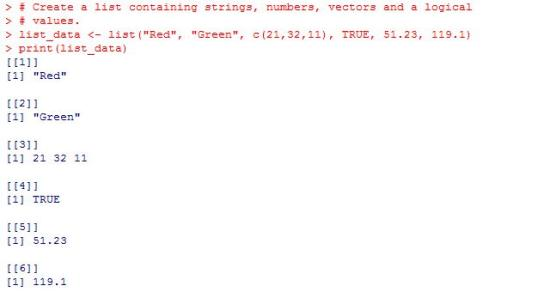 > # Create a list containing strings, numbers, vectors and a logical
> # values.
> list_data <- list("Red", "Green", c(21,32,11), TRUE, 51.23, 119.1)
> print(list_data)
[[1]]
[1] "Red"
[[2]]
[1] "Green"
[[3]]
[1] 21 32 11
[[4]]
[1] TRUE
[[5]]
[1] 51.23
[[6]]
[1] 119.1